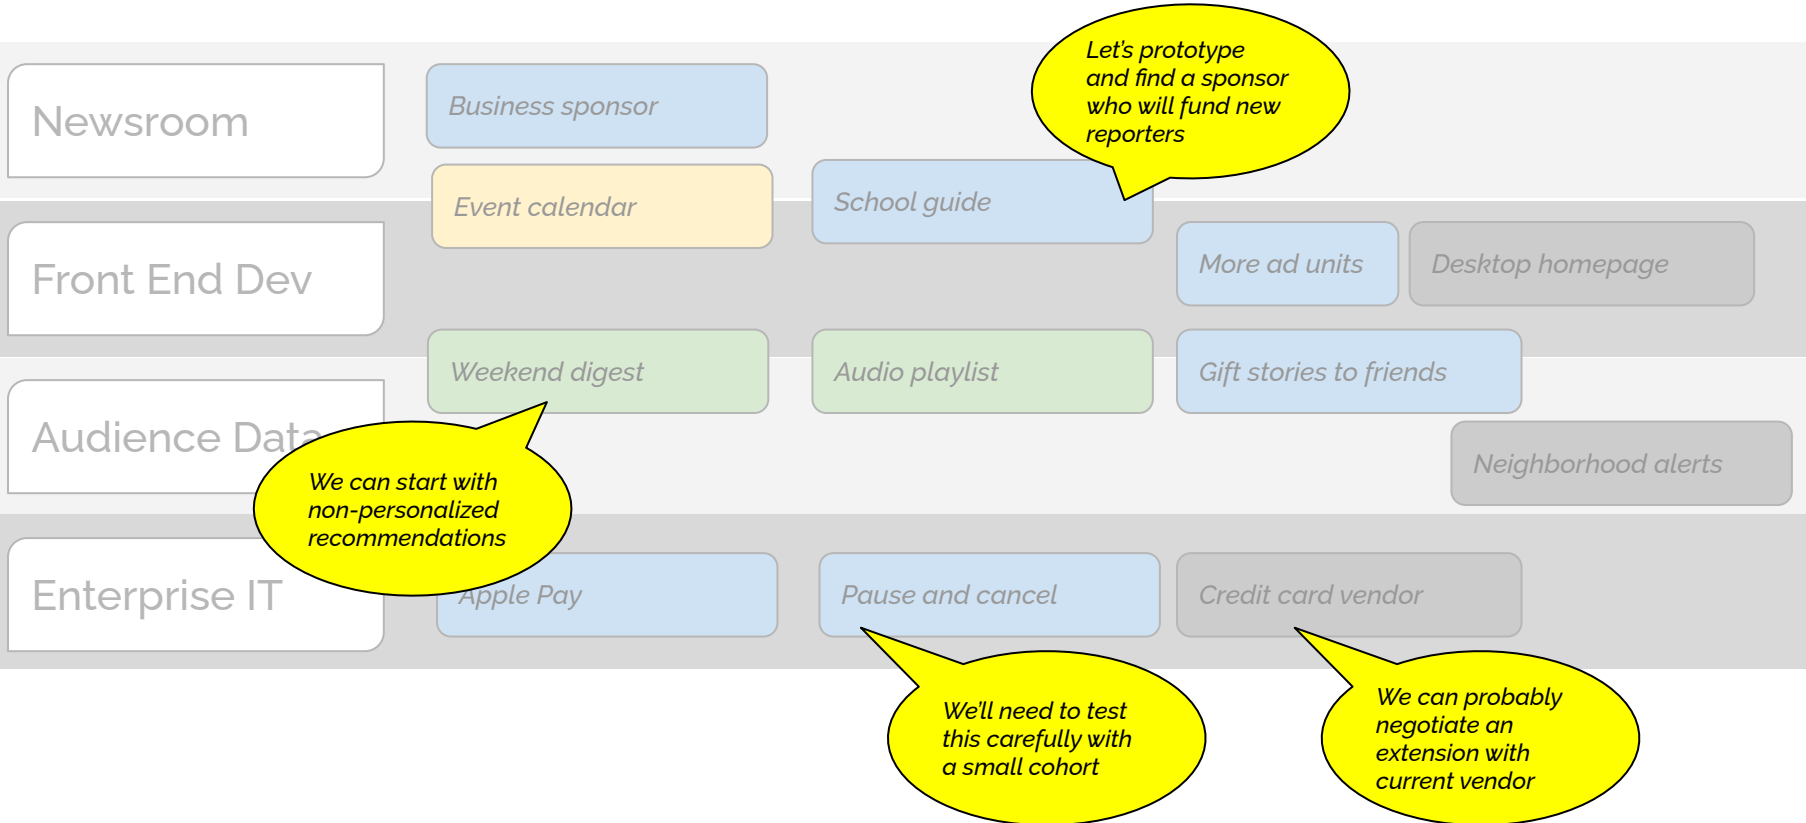 Newsroom
Business sponsor
Let's prototype
and find a sponsor
who will fund new
reporters
Event calendar
School guide
Front End Dev
More ad units
Desktop homepage
Weekend digest
Audio playlist
Gift stories to friends
Audience Data
Neighborhood alerts
We can start with
non-personalized
recommendations
Enterprise IT
Apple Pay
Pause and cancel
Credit card vendor
We'll need to test
this carefully with
a small cohort
We can probably
negotiate an
extension with
current vendor